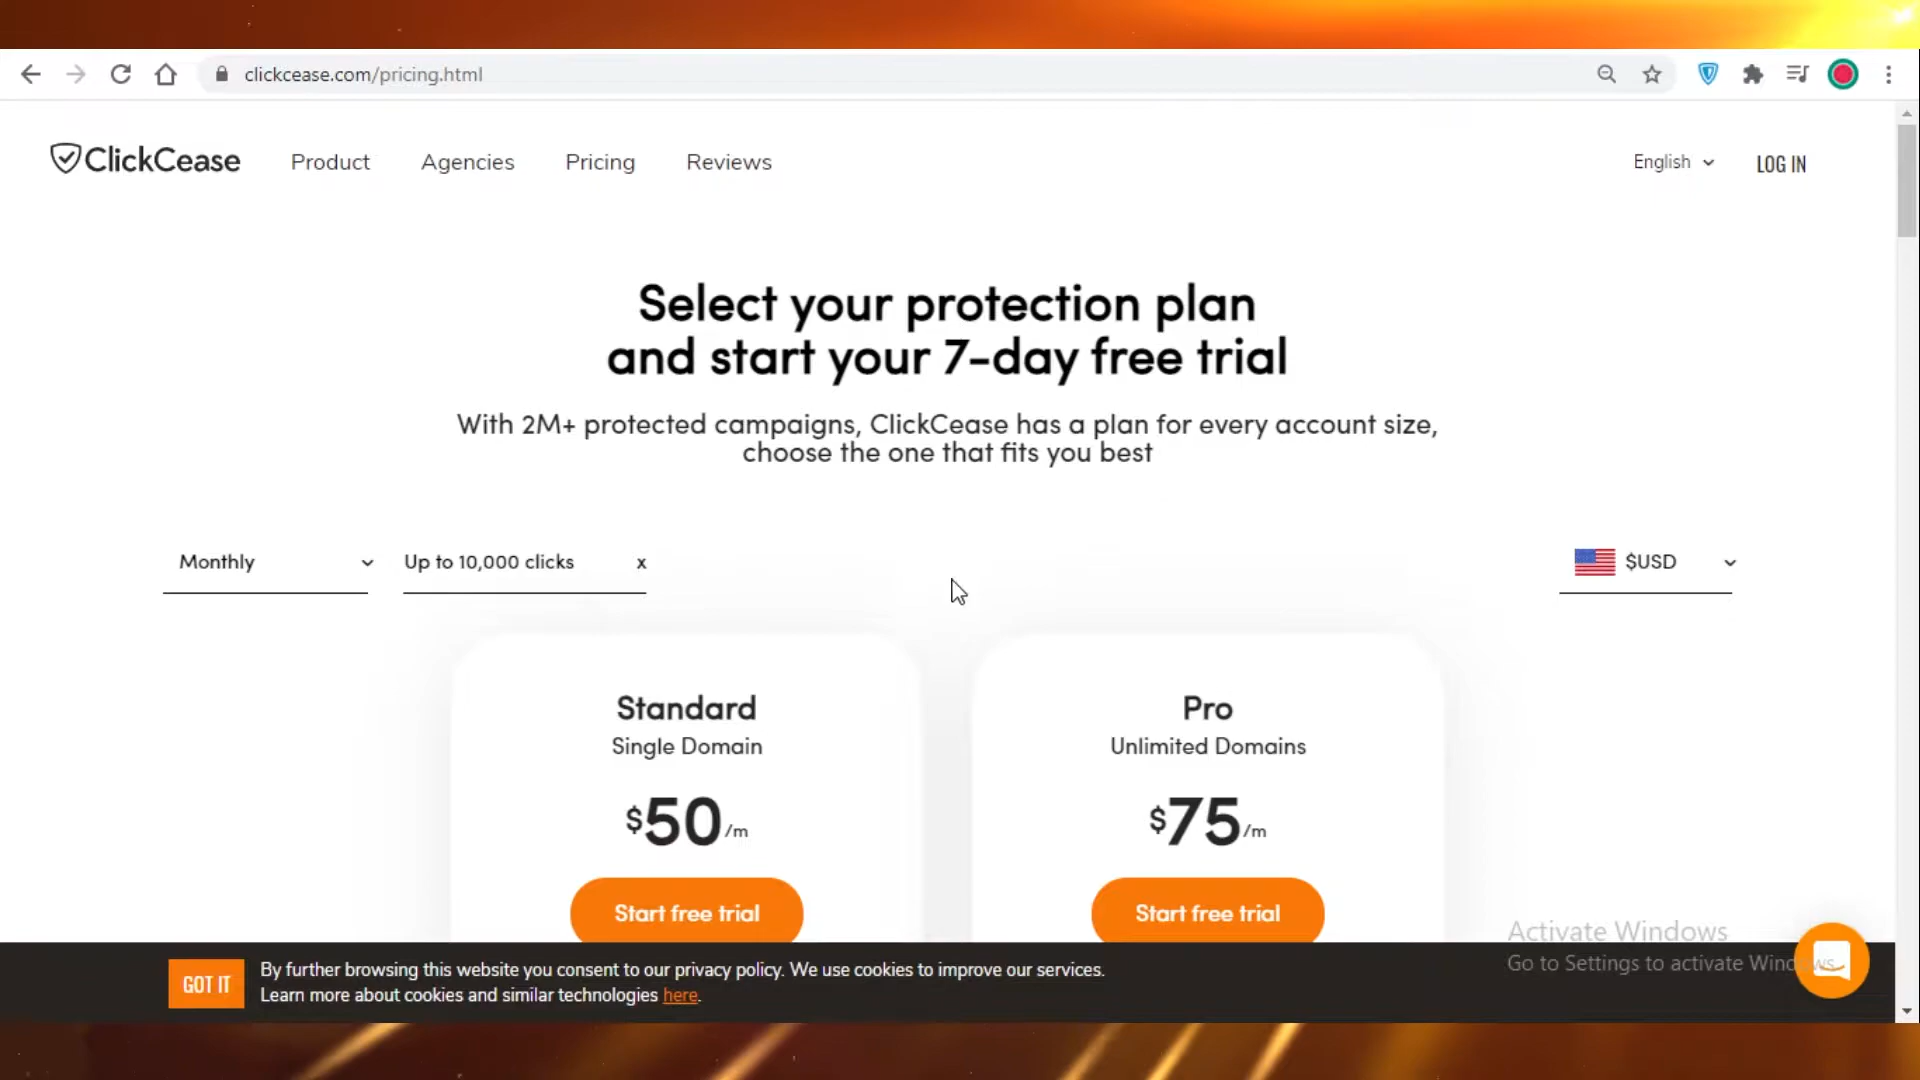 clickcease.com/pricing.html
ClickCease
Product
Agencies
Pricing
Reviews
English
LOG IN
Select your protection plan
and start your 7-day free trial
With 2M+ protected campaigns, ClickCease has a plan for every account size,
choose the one that fits you best
Monthly
Up to 10,000 clicks x
$USD
Standard
Single Domain
$50/m
Start free trial
Pro
Unlimited Domains
$75/m
Start free trial
Activate Windows
Go to Settings to activate Windows.
GOT IT
By further browsing this website you consent to our privacy policy. We use cookies to improve our services.
Learn more about cookies and similar technologies here.